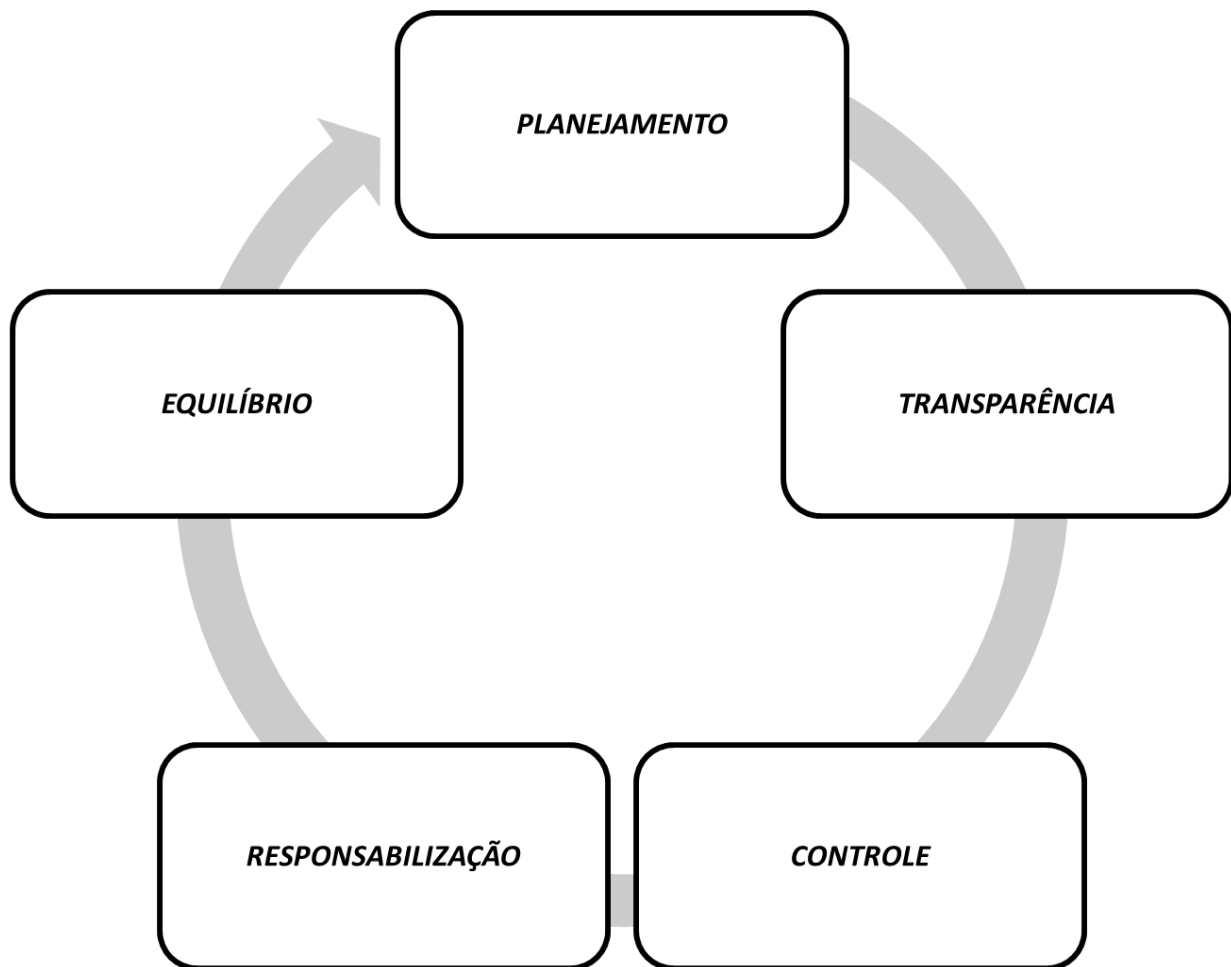 PLANEJAMENTO
TRANSPARÊNCIA
CONTROLE
RESPONSABILIZAÇÃO
EQUILÍBRIO